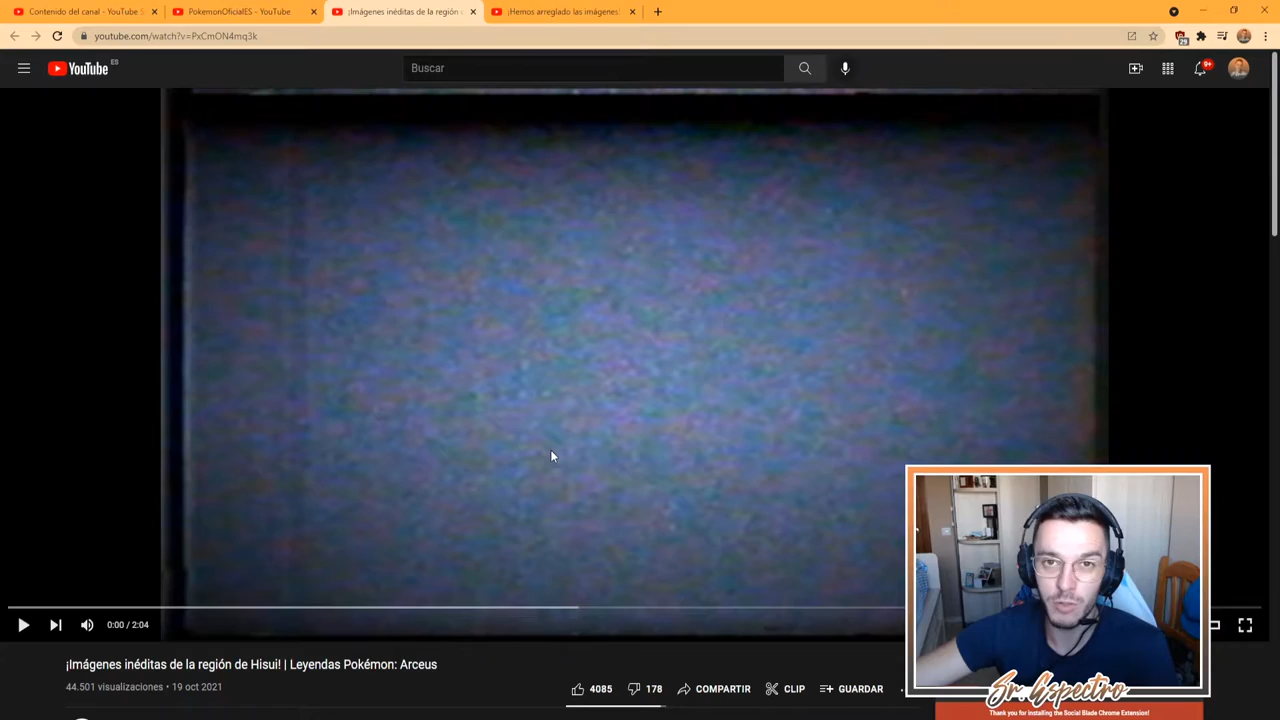 Contenido del canal - YouTube S
PokemonOficialES - YouTube
¡Imágenes inéditas de la región
¡Hemos arreglado las imágenes!
youtube.com/watch?v=PxCmON4mq3k
29
YouTube ES
Buscar
9+
0:00 / 2:04
¡Imágenes inéditas de la región de Hisui! | Leyendas Pokémon: Arceus
44.501 visualizaciones • 19 oct 2021
4085
178
COMPARTIR
CLIP
GUARDAR
Sr. Espectro
Thank you for installing the Social Blade Chrome Extension!